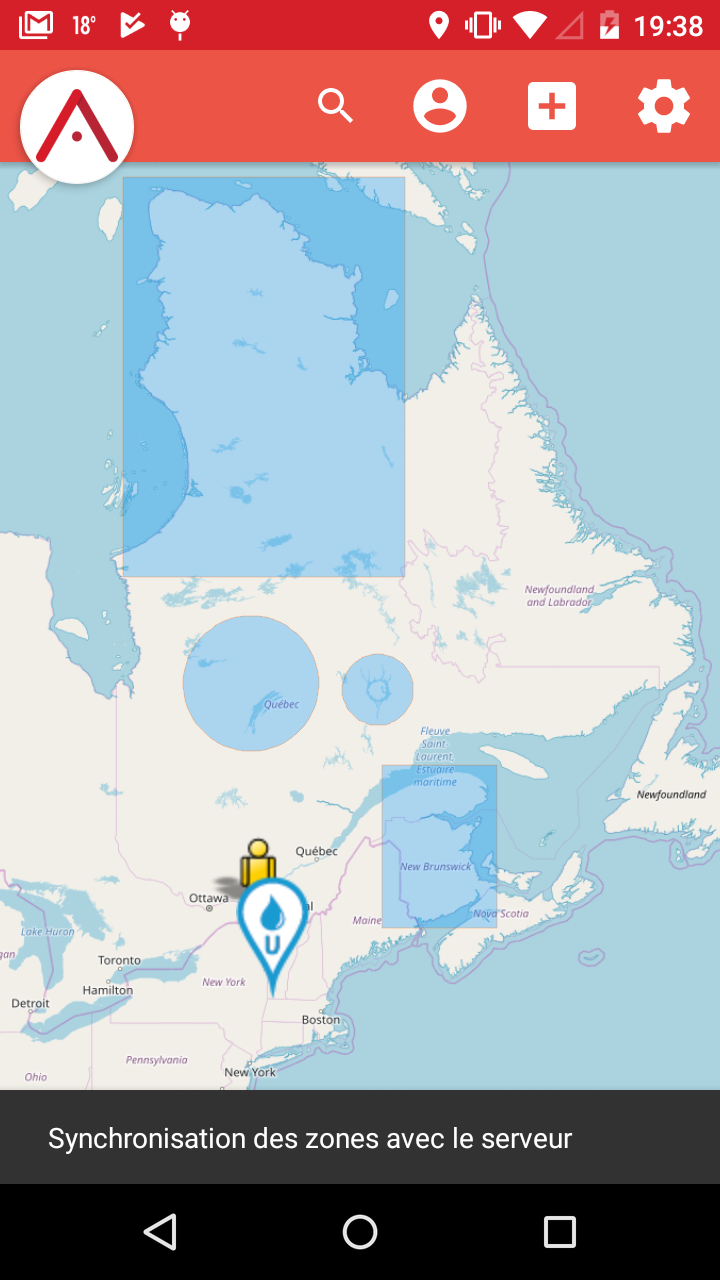 18°
19:38
Newfoundland
and Labrador
Québec
Fleuve
Saint-
Laurent,
Estuaire
maritime
Newfoundland
Québec
New Brunswick
Ottawa
al
U
Nova Scotia
Maine
Lake Huron
gan
Toronto
New York
Hamilton
Detroit
Boston
Pennsylvania
New York
Ohio
Synchronisation des zones avec le serveur